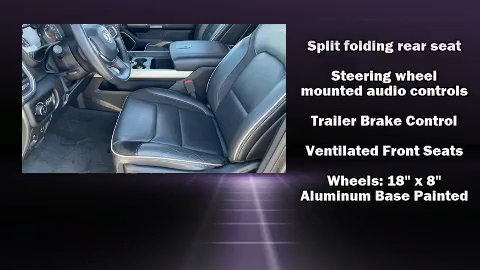 Split folding rear seat
Steering wheel
mounted audio controls
Trailer Brake Control
Ventilated Front Seats
Wheels: 18" x 8"
Aluminum Base Painted